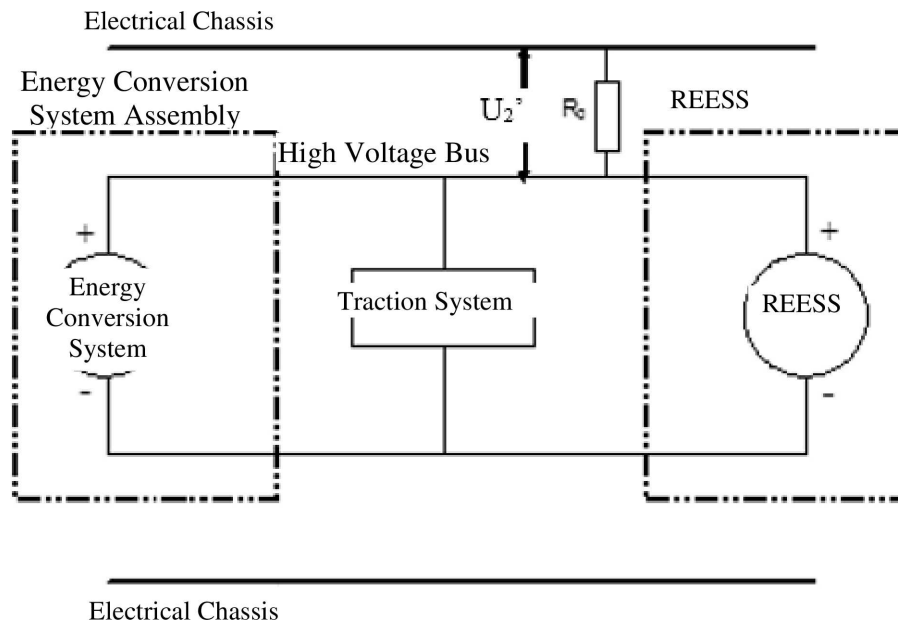 Electrical Chassis
Energy Conversion
System Assembly
U₂’
R₀
REESS
High Voltage Bus
+
+
Energy
Conversion
System
Traction System
REESS
-
-
Electrical Chassis